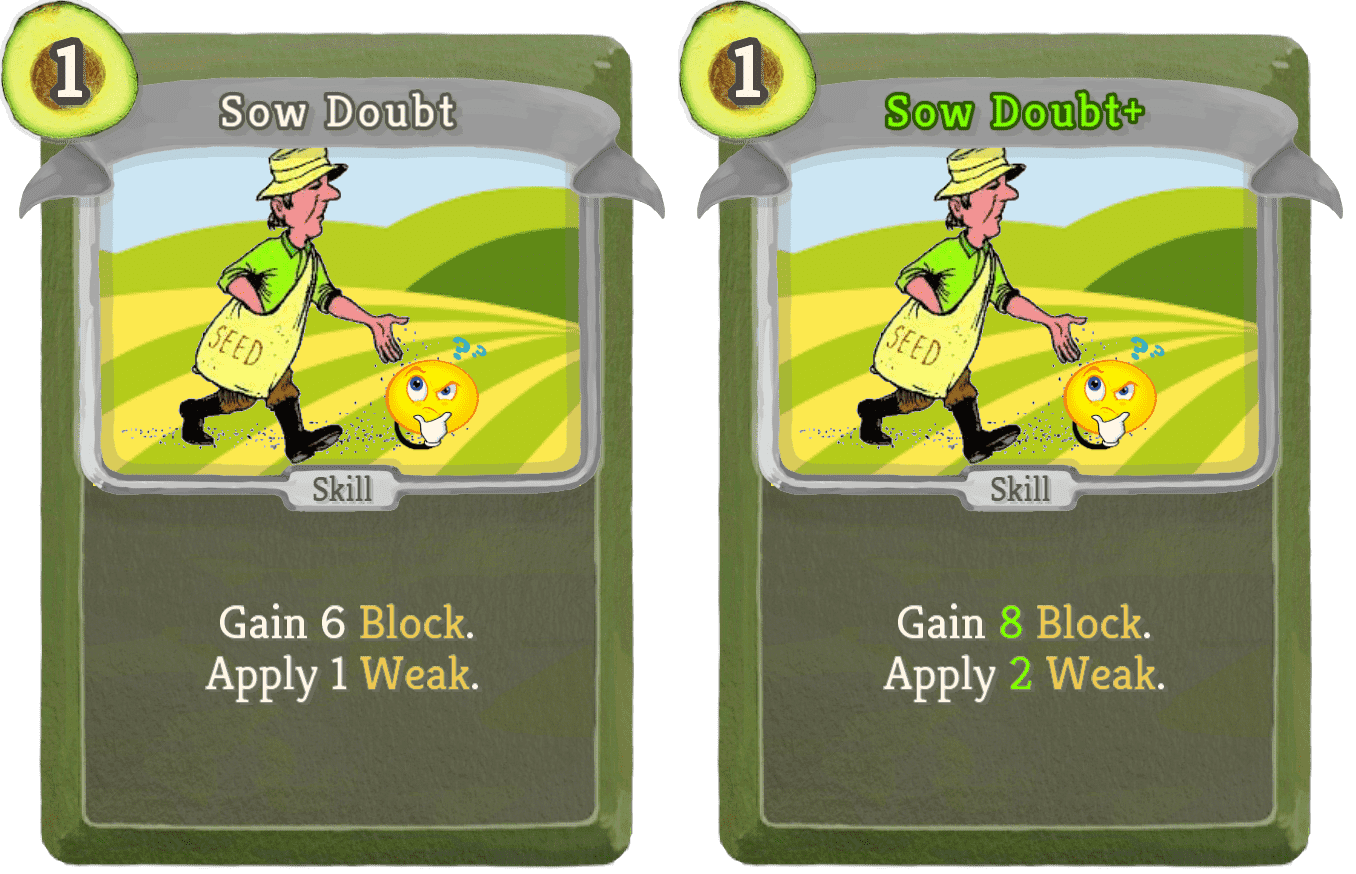 1
Sow Doubt
SEED
??
Skill
Gain 6 Block.
Apply 1 Weak.
1
Sow Doubt+
SEED
??
Skill
Gain 8 Block.
Apply 2 Weak.